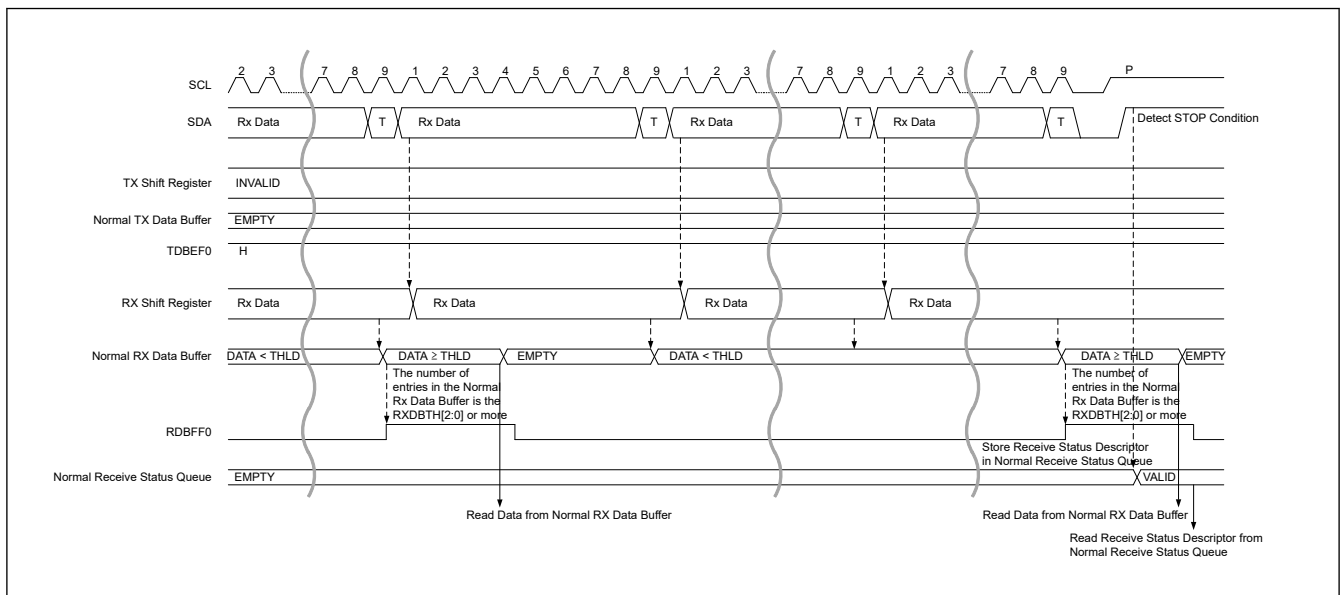 SCL 2 3 7 8 9 1 2 3 4 5 6 7 8 9 1 2 3 7 8 9 1 2 3 7 8 9 P
SDA Rx Data T Rx Data T Rx Data T Rx Data T Detect STOP Condition
TX Shift Register INVALID
Normal TX Data Buffer EMPTY
TDBEF0 H
RX Shift Register Rx Data Rx Data Rx Data Rx Data
Normal RX Data Buffer DATA < THLD DATA ≥ THLD EMPTY DATA < THLD DATA ≥ THLD EMPTY
The number of
entries in the Normal
Rx Data Buffer is the
RXDBTH[2:0] or more
The number of
entries in the Normal
Rx Data Buffer is the
RXDBTH[2:0] or more
RDBFF0
Store Receive Status Descriptor
in Normal Receive Status Queue
Normal Receive Status Queue EMPTY VALID
Read Data from Normal RX Data Buffer
Read Data from Normal RX Data Buffer
Read Receive Status Descriptor from
Normal Receive Status Queue